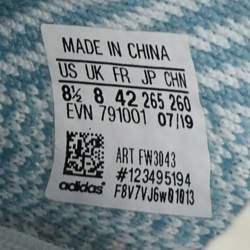 MADE IN CHINA
US UK FR JP CHN
8½ 8 42 265 260
EVN 791001 07/19
ART FW3043
#123495194
adidas F8V7VJ6w01013